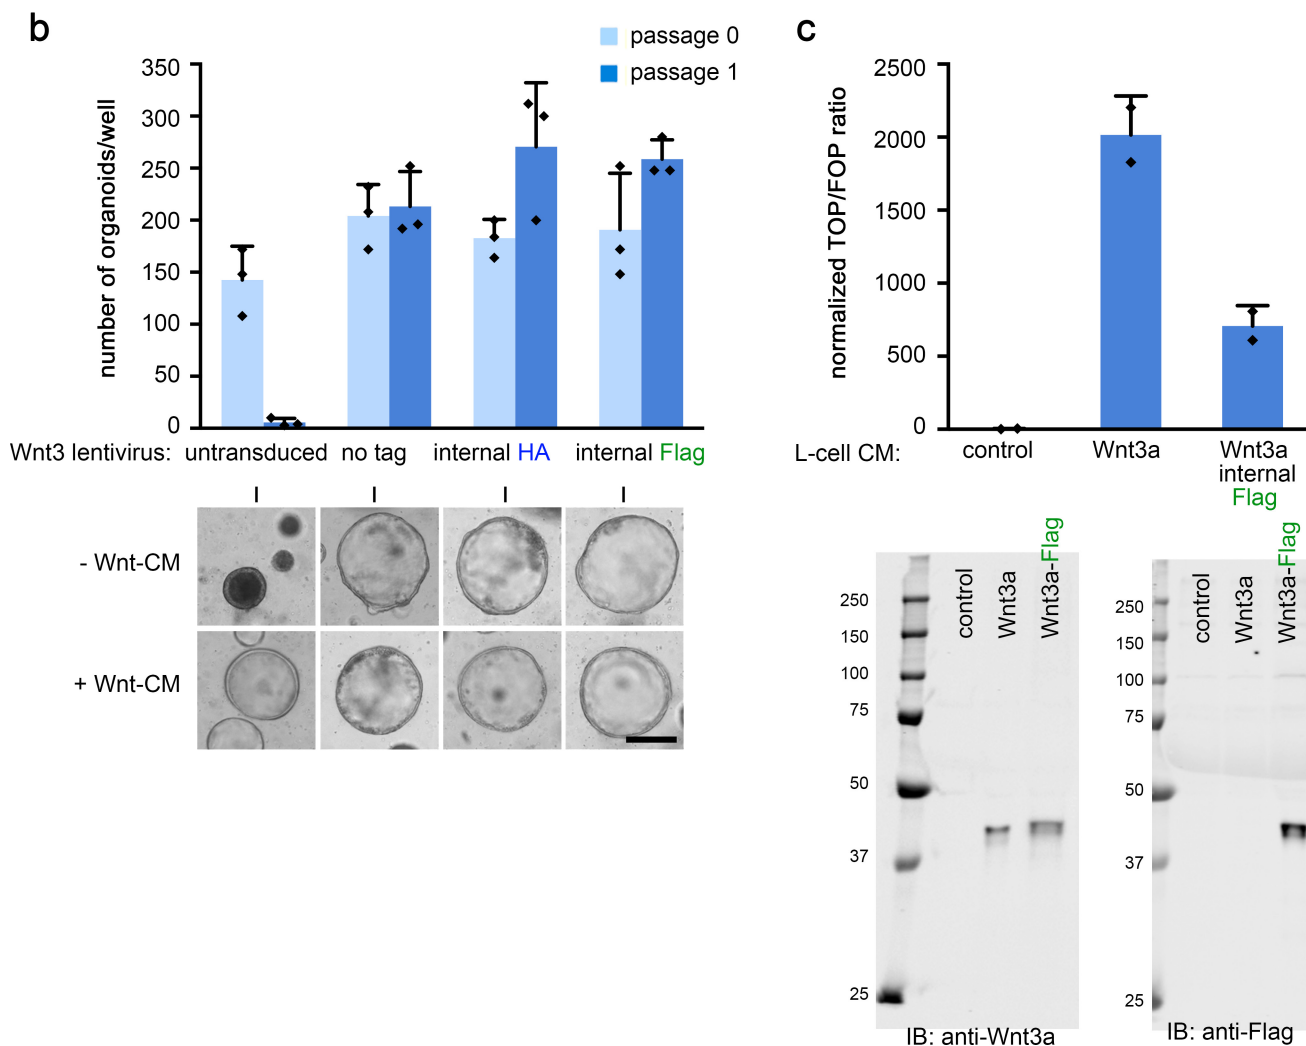 b
passage 0
passage 1
number of organoids/well
350
300
250
200
150
100
50
0
Wnt3 lentivirus: untransduced no tag internal HA internal Flag
- Wnt-CM
+ Wnt-CM
c
normalized TOP/FOP ratio
2500
2000
1500
1000
500
0
L-cell CM: control Wnt3a Wnt3a
internal
Flag
control
Wnt3a
Wnt3a-Flag
250
150
100
75
50
37
25
IB: anti-Wnt3a
control
Wnt3a
Wnt3a-Flag
250
150
100
75
50
37
25
IB: anti-Flag